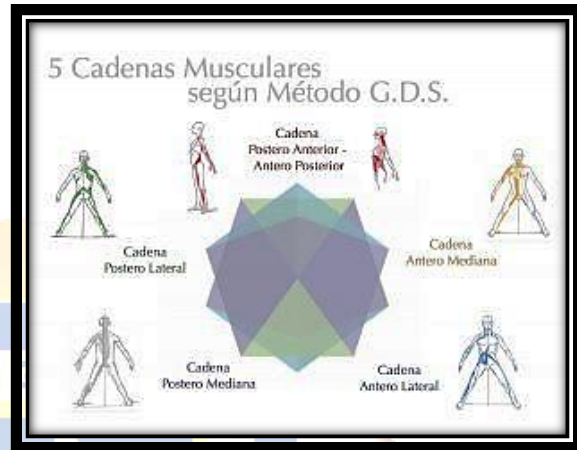 5 Cadenas Musculares
según Método G.D.S.
Cadena
Postero Anterior -
Antero Posterior
Cadena
Postero Lateral
Cadena
Antero Mediana
Cadena
Postero Mediana
Cadena
Antero Lateral